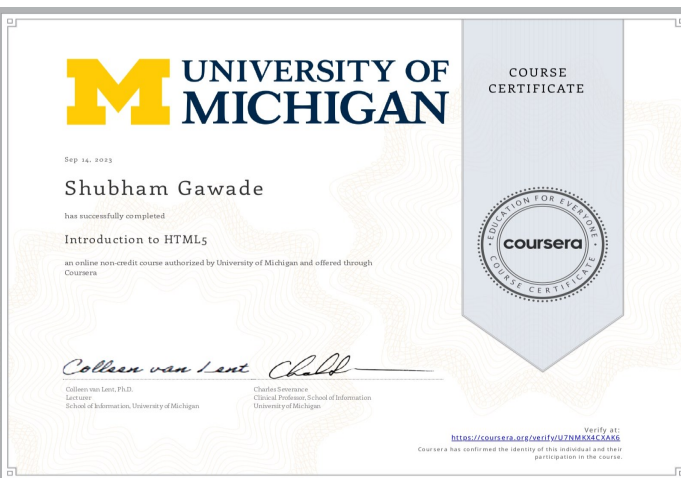 UNIVERSITY OF
MICHIGAN
COURSE
CERTIFICATE
Sep 14, 2023
Shubham Gawade
has successfully completed
Introduction to HTML5
an online non-credit course authorized by University of Michigan and offered through
Coursera
EDUCATION FOR EVERYONE
coursera
COURSE CERTIFICATE
Colleen van Lent
Colleen van Lent, Ph.D.
Lecturer
School of Information, University of Michigan
Charles Severance
Clinical Professor, School of Information
University of Michigan
Verify at:
https://coursera.org/verify/U7NMKX4CXAK6
Coursera has confirmed the identity of this individual and their
participation in the course.